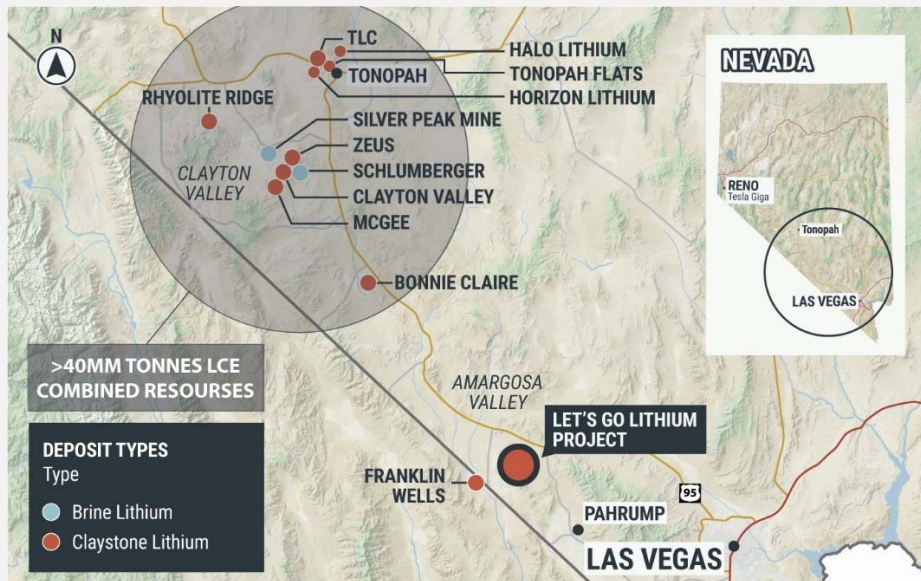 N
TLC
HALO LITHIUM
TONOPAH
TONOPAH FLATS
HORIZON LITHIUM
RHYOLITE RIDGE
SILVER PEAK MINE
ZEUS
CLAYTON
VALLEY
SCHLUMBERGER
CLAYTON VALLEY
MCGEE
BONNIE CLAIRE
>40MM TONNES LCE
COMBINED RESOURSES
AMARGOSA
VALLEY
LET'S GO LITHIUM
PROJECT
FRANKLIN
WELLS
95
PAHRUMP
LAS VEGAS
DEPOSIT TYPES
Type
Brine Lithium
Claystone Lithium
NEVADA
RENO
Tesla Giga
Tonopah
LAS VEGAS